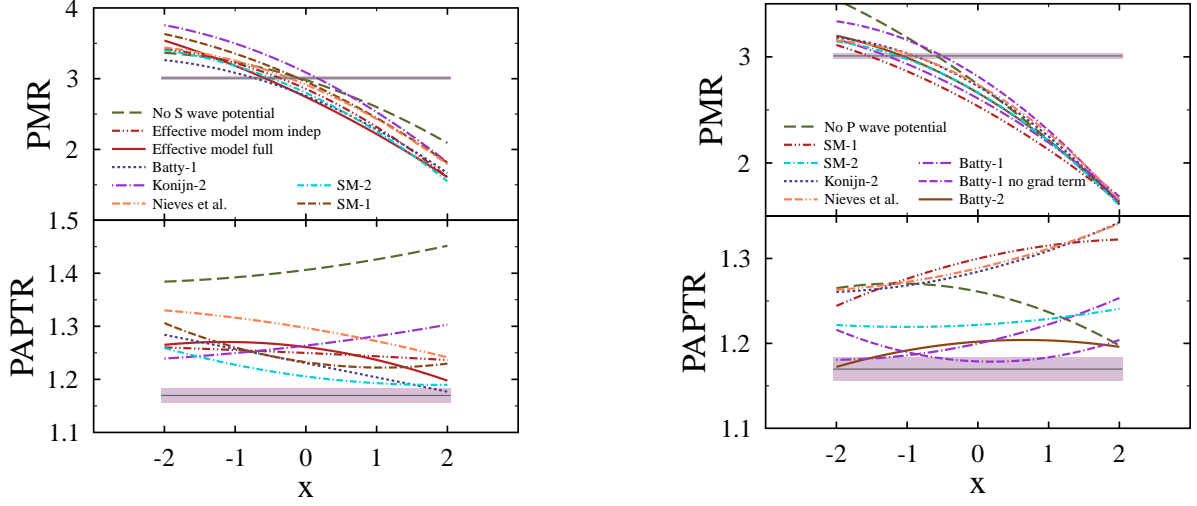 4
3
2
1.5
PMR
No S wave potential
Effective model mom indep
Effective model full
Batty-1
Konijn-2
Nieves et al.
SM-2
SM-1
1.5
1.4
1.3
1.2
1.1
PAPTR
-2 -1 0 1 2
x
3
2
PMR
No P wave potential
SM-1
SM-2
Konijn-2
Nieves et al.
Batty-1
Batty-1 no grad term
Batty-2
1.3
1.2
1.1
PAPTR
-2 -1 0 1 2
x